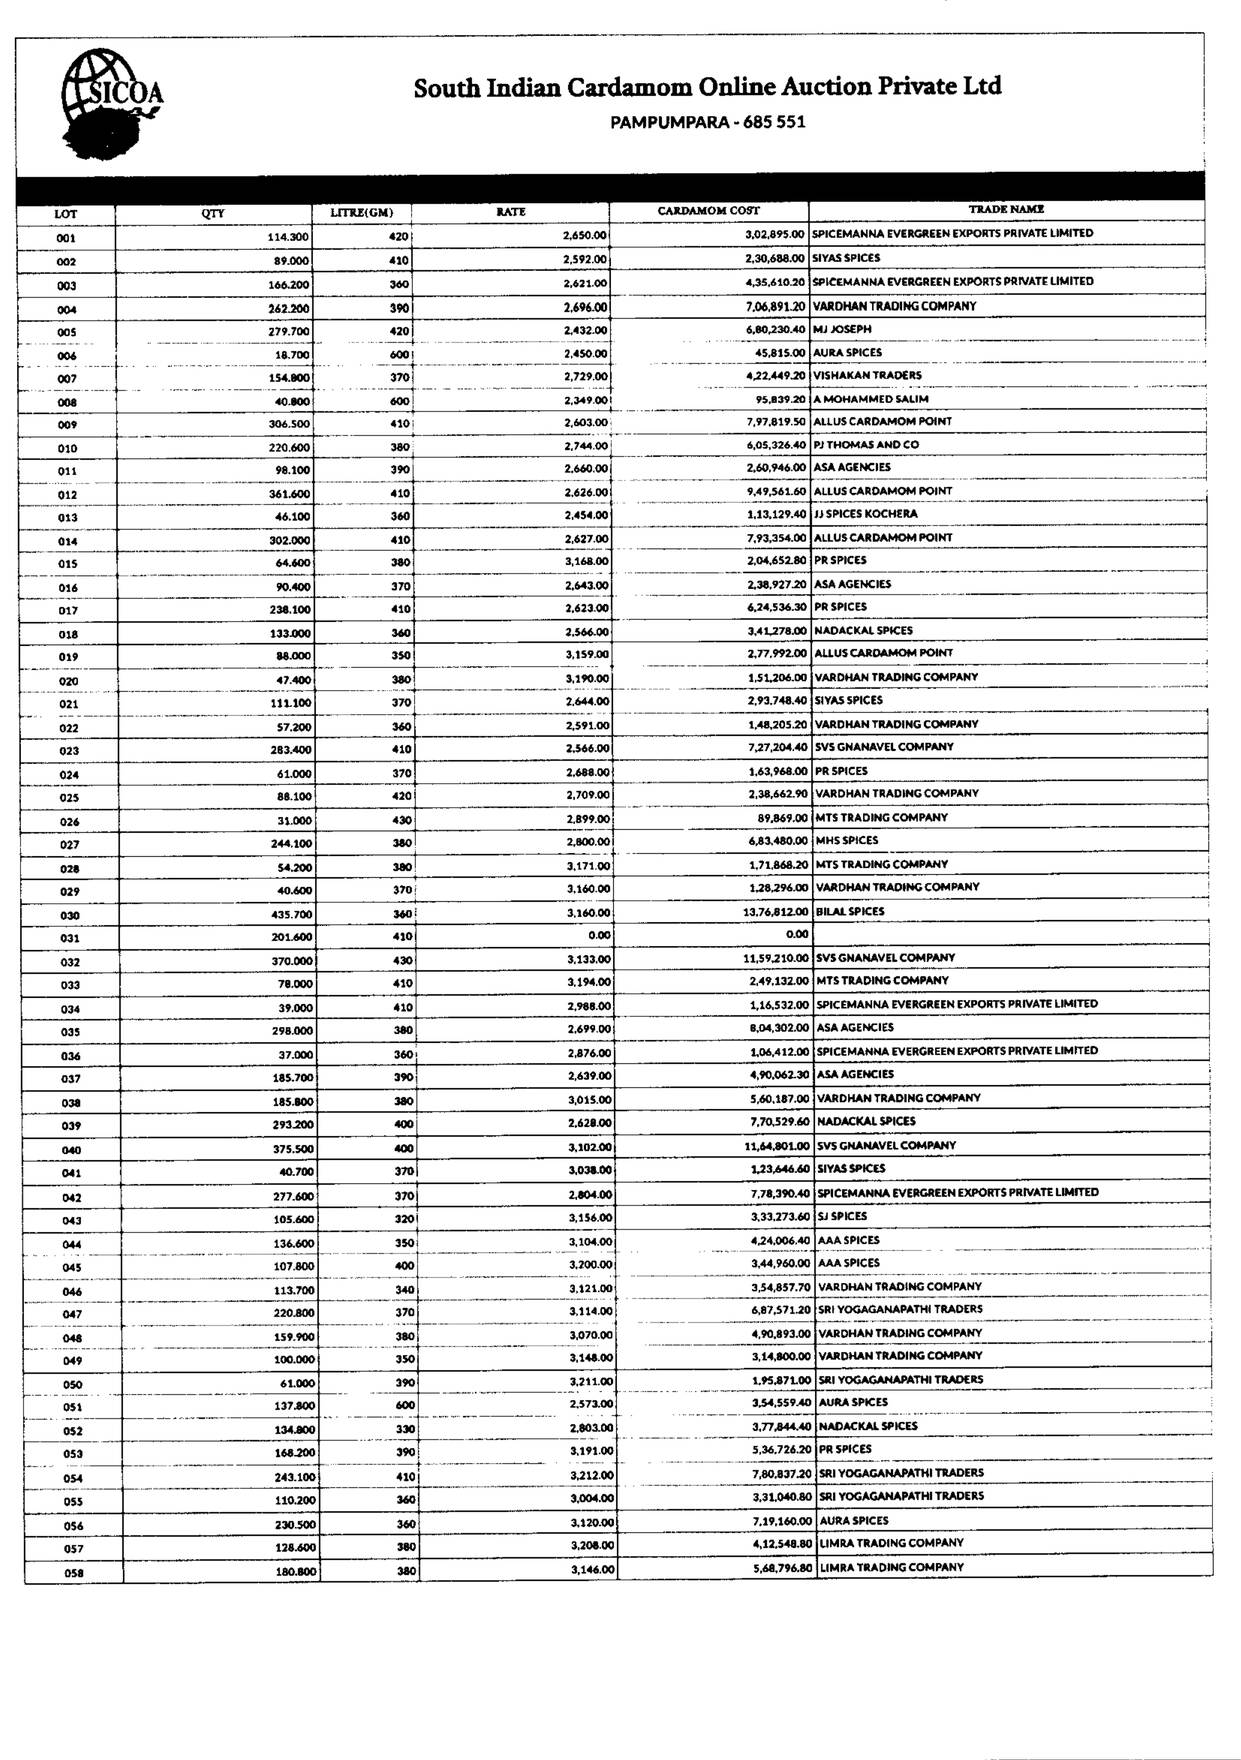 SICOA
South Indian Cardamom Online Auction Private Ltd
PAMPUMPARA - 685 551
LOT QTY LITRE(GM) RATE CARDAMOM COST TRADE NAME
001 114.300 420 2,650.00 3,02,895.00 SPICEMANNA EVERGREEN EXPORTS PRIVATE LIMITED
002 89.000 410 2,592.00 2,30,688.00 SIYAS SPICES
003 166.200 360 2,621.00 4,35,610.20 SPICEMANNA EVERGREEN EXPORTS PRIVATE LIMITED
004 262.200 390 2,696.00 7,06,891.20 VARDHAN TRADING COMPANY
005 279.700 420 2,432.00 6,80,230.40 MJ JOSEPH
006 18.700 600 2,450.00 45,815.00 AURA SPICES
007 154.800 370 2,729.00 4,22,449.20 VISHAKAN TRADERS
008 40.800 600 2,349.00 95,839.20 A MOHAMMED SALIM
009 306.500 410 2,603.00 7,97,819.50 ALLUS CARDAMOM POINT
010 220.600 380 2,744.00 6,05,326.40 PJ THOMAS AND CO
011 98.100 390 2,660.00 2,60,946.00 ASA AGENCIES
012 361.600 410 2,626.00 9,49,561.60 ALLUS CARDAMOM POINT
013 46.100 360 2,454.00 1,13,129.40 JJ SPICES KOCHERA
014 302.000 410 2,627.00 7,93,354.00 ALLUS CARDAMOM POINT
015 64.600 380 3,168.00 2,04,652.80 PR SPICES
016 90.400 370 2,643.00 2,38,927.20 ASA AGENCIES
017 238.100 410 2,623.00 6,24,536.30 PR SPICES
018 133.000 360 2,566.00 3,41,278.00 NADACKAL SPICES
019 88.000 350 3,159.00 2,77,992.00 ALLUS CARDAMOM POINT
020 47.400 380 3,190.00 1,51,206.00 VARDHAN TRADING COMPANY
021 111.100 370 2,644.00 2,93,748.40 SIYAS SPICES
022 57.200 360 2,591.00 1,48,205.20 VARDHAN TRADING COMPANY
023 283.400 410 2,566.00 7,27,204.40 SVS GNANAVEL COMPANY
024 61.000 370 2,688.00 1,63,968.00 PR SPICES
025 88.100 420 2,709.00 2,38,662.90 VARDHAN TRADING COMPANY
026 31.000 430 2,899.00 89,869.00 MTS TRADING COMPANY
027 244.100 380 2,800.00 6,83,480.00 MHS SPICES
028 54.200 380 3,171.00 1,71,868.20 MTS TRADING COMPANY
029 40.600 370 3,160.00 1,28,296.00 VARDHAN TRADING COMPANY
030 435.700 360 3,160.00 13,76,812.00 BILAL SPICES
031 201.600 410 0.00 0.00
032 370.000 430 3,133.00 11,59,210.00 SVS GNANAVEL COMPANY
033 78.000 410 3,194.00 2,49,132.00 MTS TRADING COMPANY
034 39.000 410 2,988.00 1,16,532.00 SPICEMANNA EVERGREEN EXPORTS PRIVATE LIMITED
035 298.000 380 2,699.00 8,04,302.00 ASA AGENCIES
036 37.000 360 2,876.00 1,06,412.00 SPICEMANNA EVERGREEN EXPORTS PRIVATE LIMITED
037 185.700 390 2,639.00 4,90,062.30 ASA AGENCIES
038 185.800 380 3,015.00 5,60,187.00 VARDHAN TRADING COMPANY
039 293.200 400 2,628.00 7,70,529.60 NADACKAL SPICES
040 375.500 400 3,102.00 11,64,801.00 SVS GNANAVEL COMPANY
041 40.700 370 3,038.00 1,23,646.60 SIYAS SPICES
042 277.600 370 2,804.00 7,78,390.40 SPICEMANNA EVERGREEN EXPORTS PRIVATE LIMITED
043 105.600 320 3,156.00 3,33,273.60 SJ SPICES
044 136.600 350 3,104.00 4,24,006.40 AAA SPICES
045 107.800 400 3,200.00 3,44,960.00 AAA SPICES
046 113.700 340 3,121.00 3,54,857.70 VARDHAN TRADING COMPANY
047 220.800 370 3,114.00 6,87,571.20 SRI YOGAGANAPATHI TRADERS
048 159.900 380 3,070.00 4,90,893.00 VARDHAN TRADING COMPANY
049 100.000 350 3,148.00 3,14,800.00 VARDHAN TRADING COMPANY
050 61.000 390 3,211.00 1,95,871.00 SRI YOGAGANAPATHI TRADERS
051 137.800 600 2,573.00 3,54,559.40 AURA SPICES
052 134.800 330 2,803.00 3,77,844.40 NADACKAL SPICES
053 168.200 390 3,191.00 5,36,726.20 PR SPICES
054 243.100 410 3,212.00 7,80,837.20 SRI YOGAGANAPATHI TRADERS
055 110.200 360 3,004.00 3,31,040.80 SRI YOGAGANAPATHI TRADERS
056 230.500 360 3,120.00 7,19,160.00 AURA SPICES
057 128.600 380 3,208.00 4,12,548.80 LIMRA TRADING COMPANY
058 180.800 380 3,146.00 5,68,796.80 LIMRA TRADING COMPANY